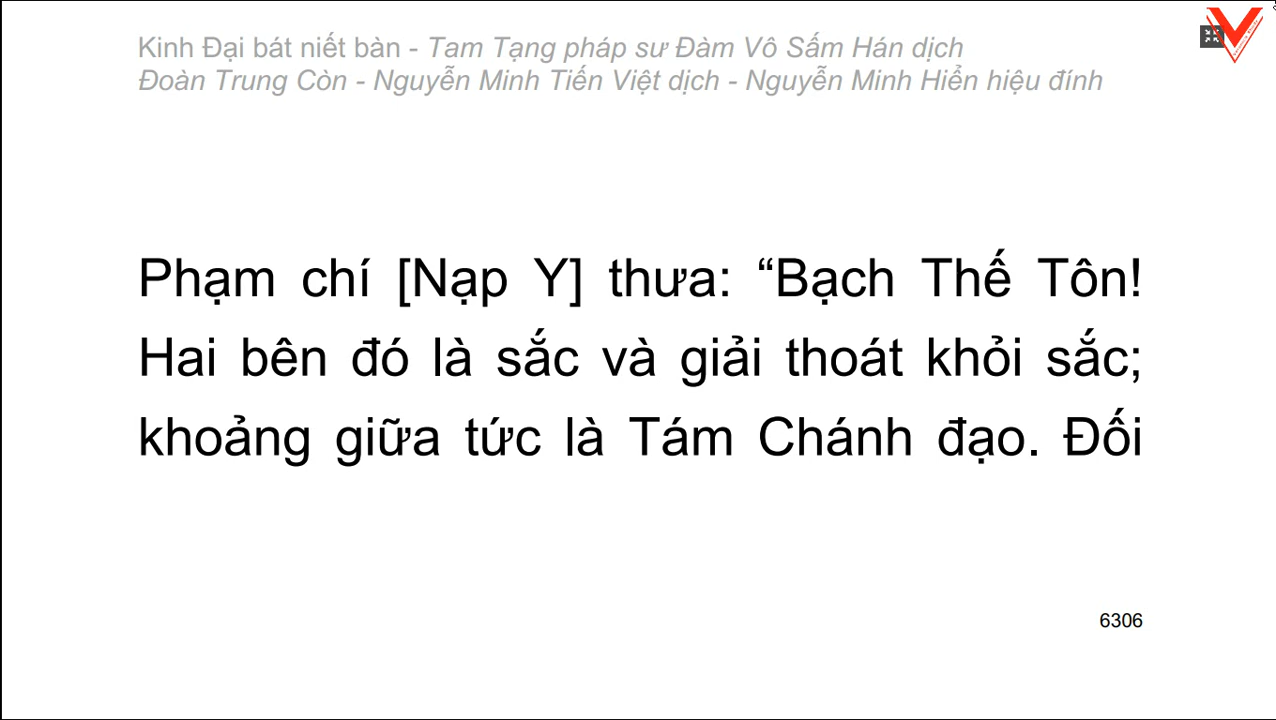 Kinh Đại bát niết bàn - Tam Tạng pháp sư Đàm Vô Sấm Hán dịch
Đoàn Trung Còn - Nguyễn Minh Tiến Việt dịch - Nguyễn Minh Hiển hiệu đính
Phạm chí [Nạp Y] thưa: “Bạch Thế Tôn!
Hai bên đó là sắc và giải thoát khỏi sắc;
khoảng giữa tức là Tám Chánh đạo. Đối
6306